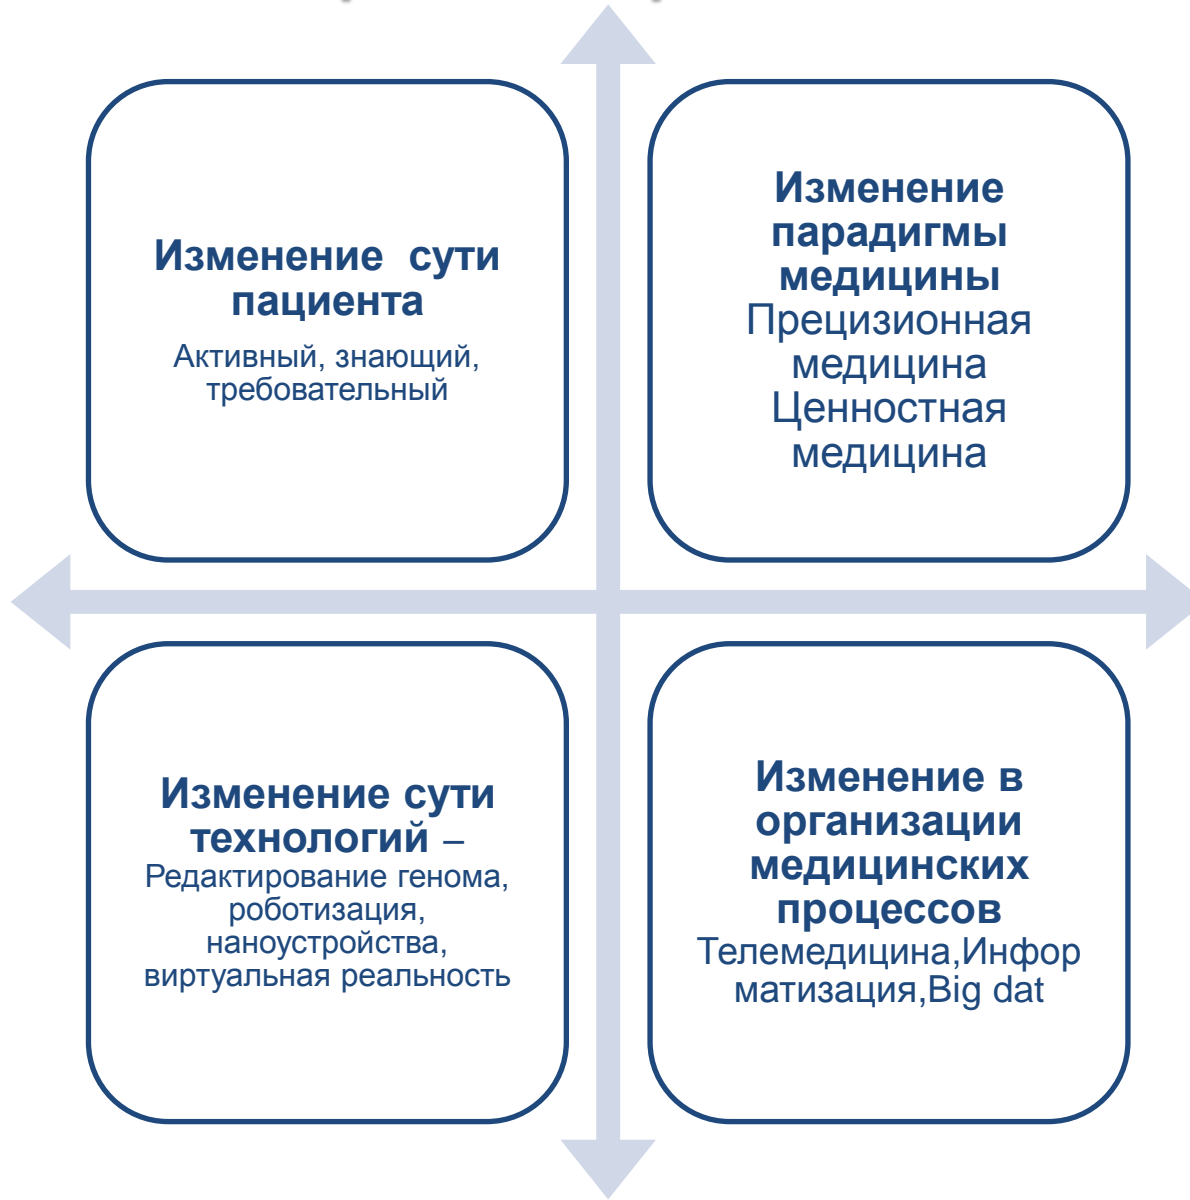 Изменение сути
пациента
Активный, знающий,
требовательный
Изменение
парадигмы
медицины
Прецизионная
медицина
Ценностная
медицина
Изменение сути
технологий –
Редактирование генома,
роботизация,
наноустройства,
виртуальная реальность
Изменение в
организации
медицинских
процессов
Телемедицина,Инфор
матизация,Big dat